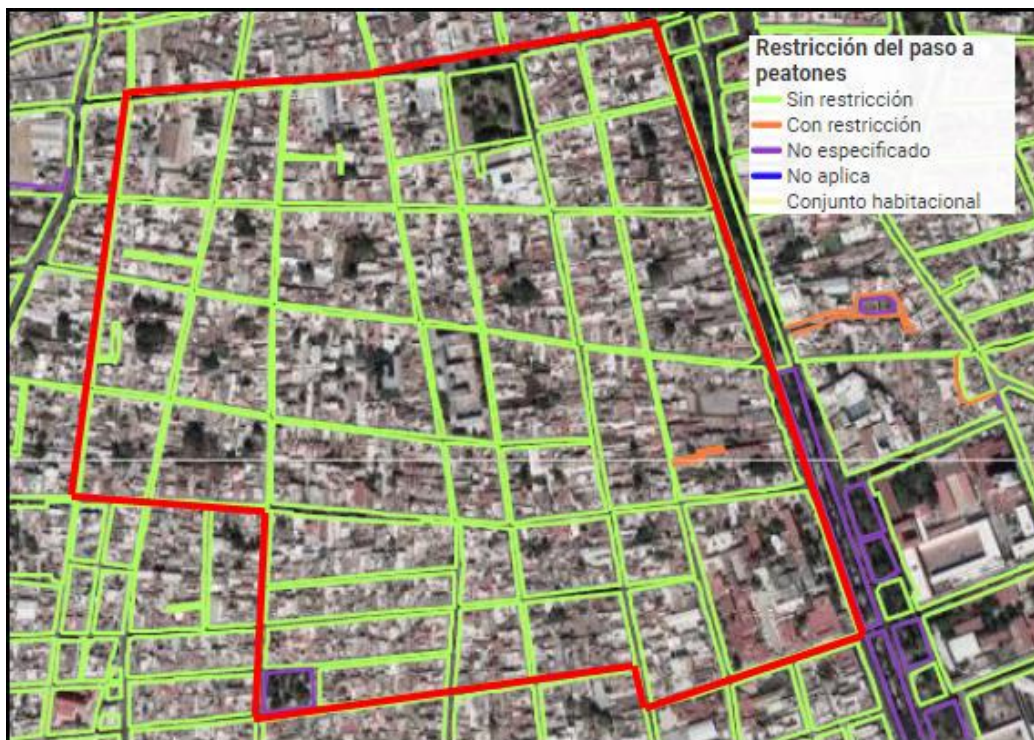 Restricción del paso a
peatones
Sin restricción
Con restricción
No especificado
No aplica
Conjunto habitacional